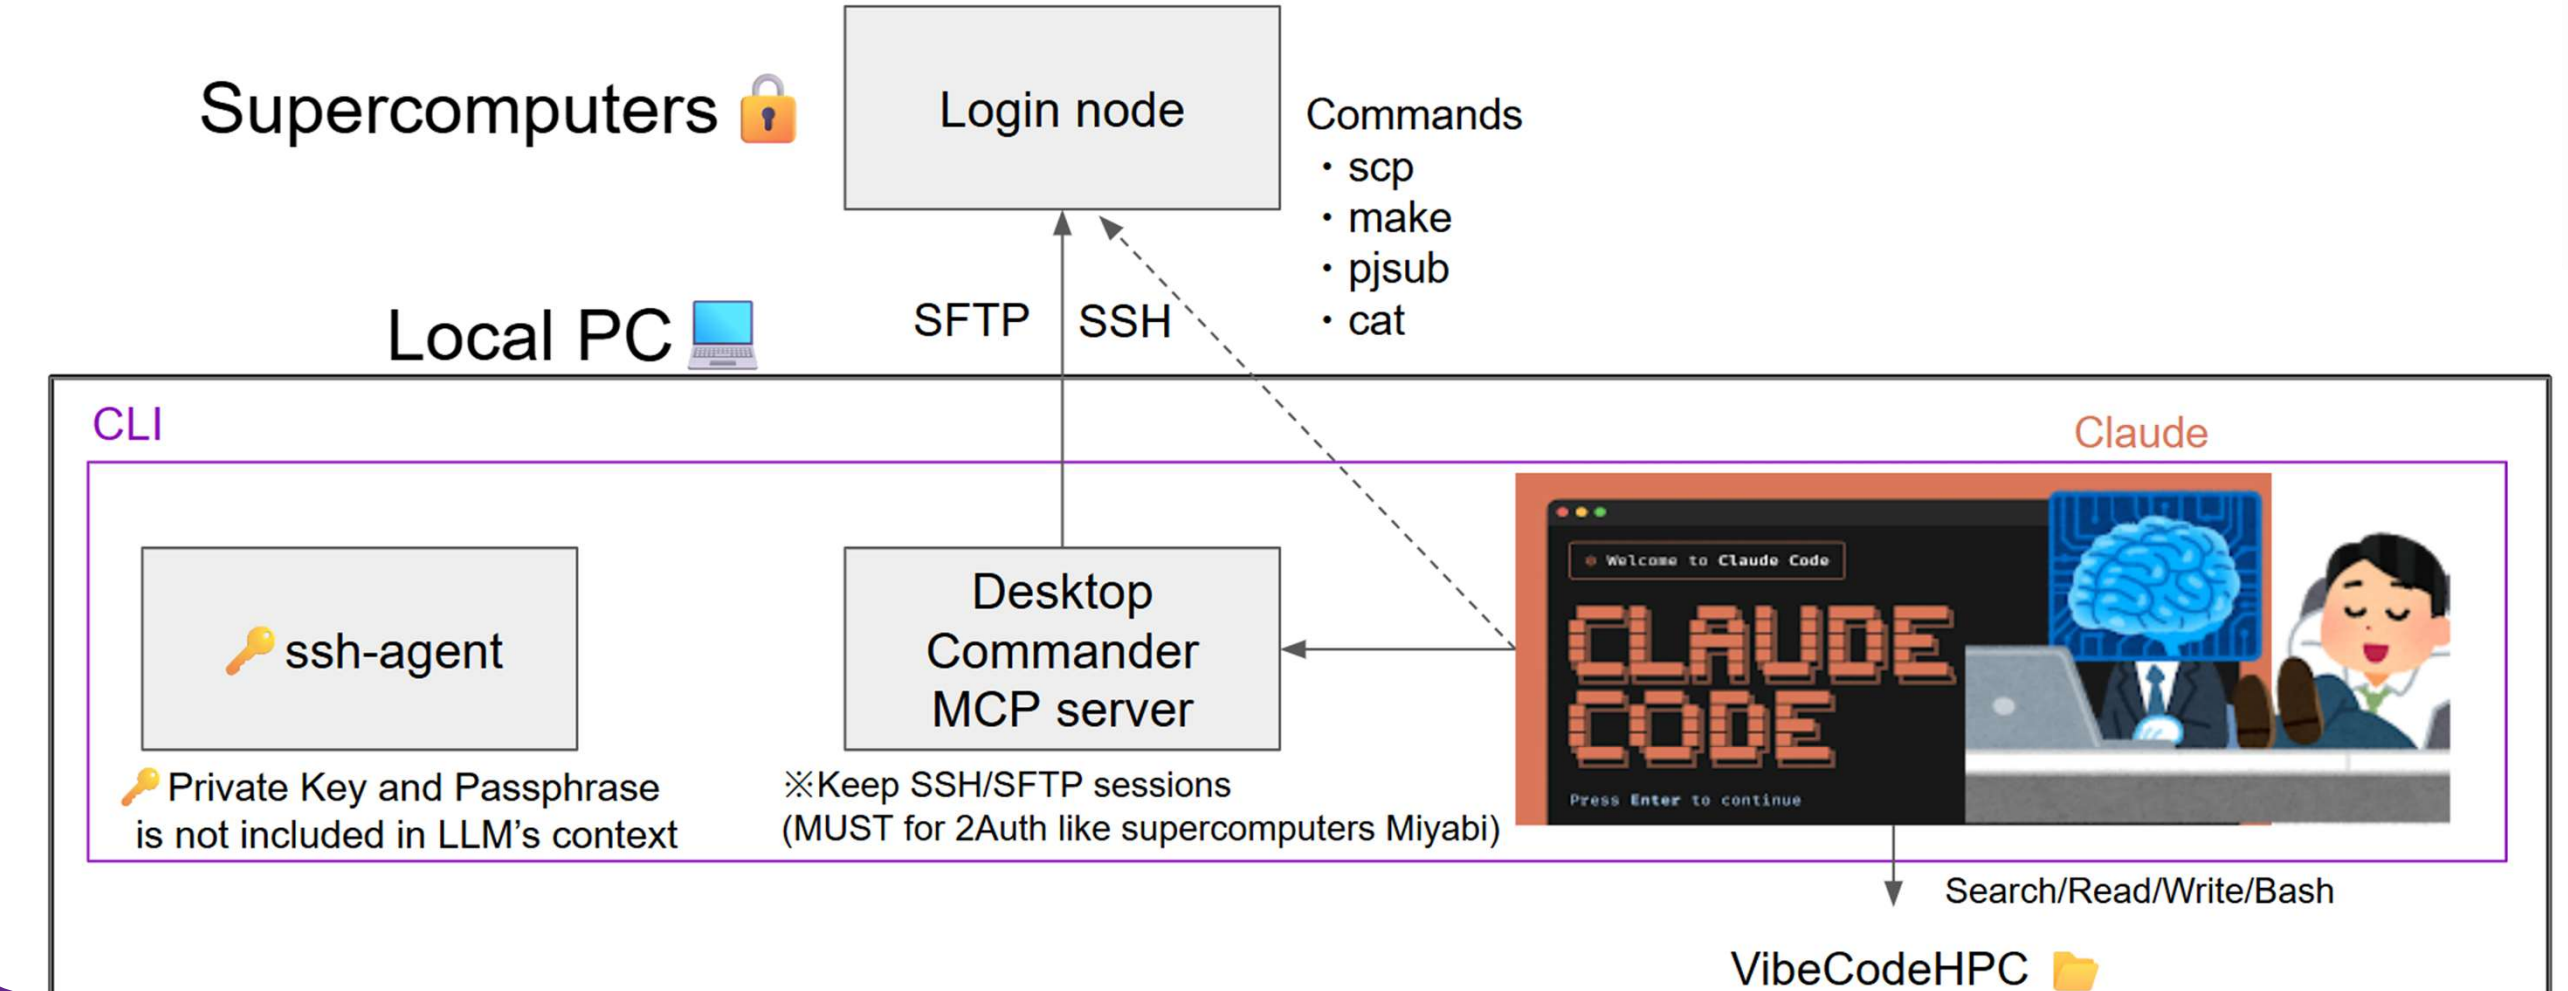 Supercomputers
Login node
Commands
・scp
・make
・pjsub
・cat
Local PC
SFTP
SSH
CLI
Claude
ssh-agent
Private Key and Passphrase
is not included in LLM’s context
Desktop
Commander
MCP server
※Keep SSH/SFTP sessions
(MUST for 2Auth like supercomputers Miyabi)
Welcome to Claude Code
CLAUDE
CODE
Press Enter to continue
Search/Read/Write/Bash
VibeCodeHPC